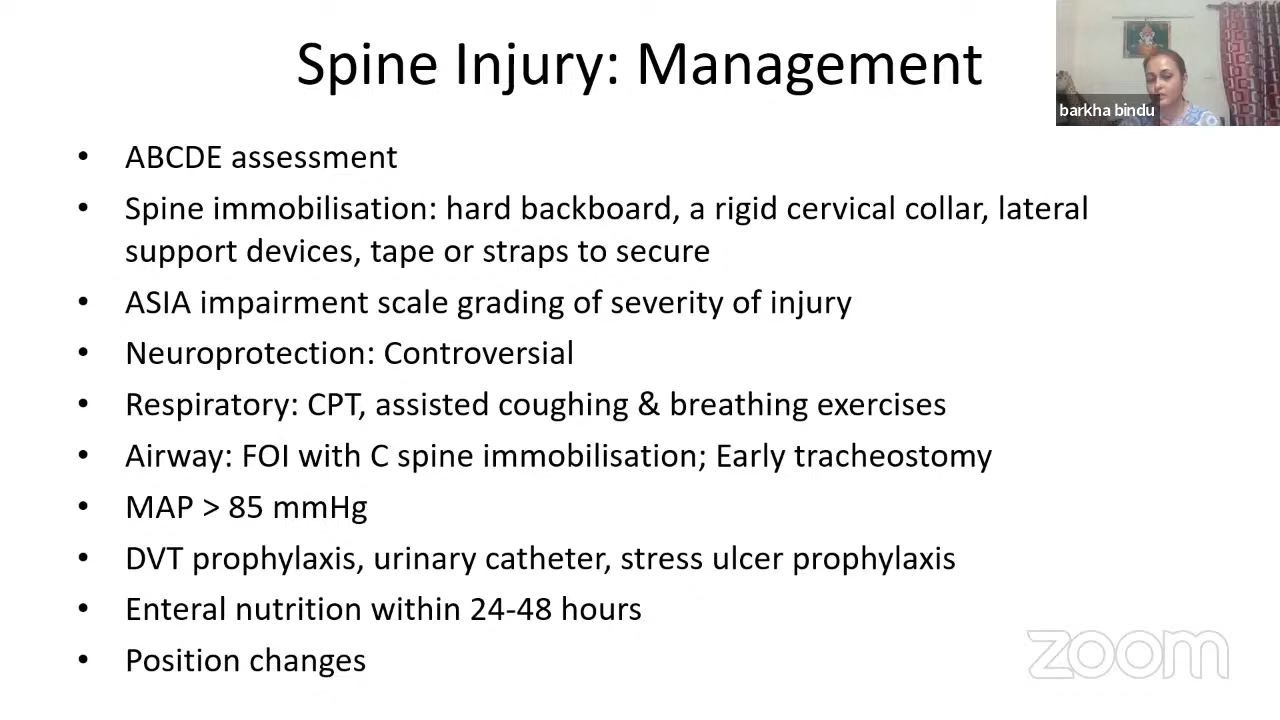 Spine Injury: Management
barkha bindu
• ABCDE assessment
• Spine immobilisation: hard backboard, a rigid cervical collar, lateral
support devices, tape or straps to secure
• ASIA impairment scale grading of severity of injury
• Neuroprotection: Controversial
• Respiratory: CPT, assisted coughing & breathing exercises
• Airway: FOI with C spine immobilisation; Early tracheostomy
• MAP > 85 mmHg
• DVT prophylaxis, urinary catheter, stress ulcer prophylaxis
• Enteral nutrition within 24-48 hours
• Position changes
zoom